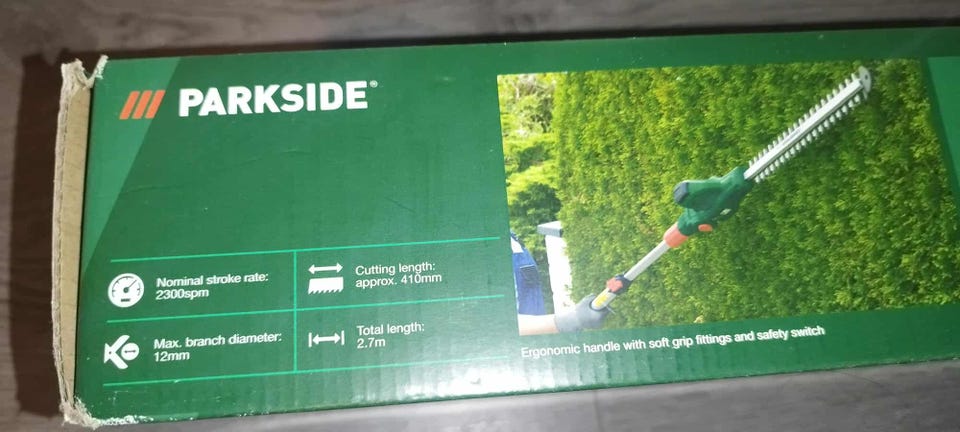 PARKSIDE®
Nominal stroke rate:
2300spm
Cutting length:
approx. 410mm
Max. branch diameter:
12mm
Total length:
2.7m
Ergonomic handle with soft grip fittings and safety switch